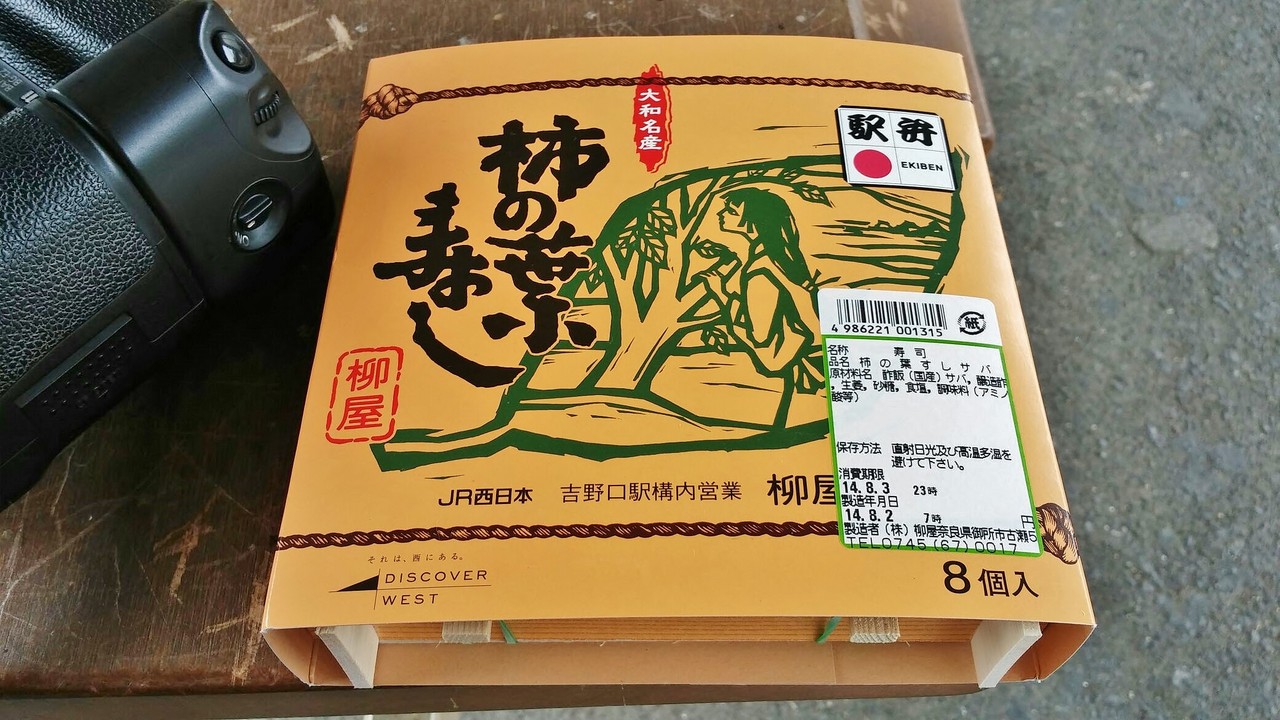 大和名産
柿の葉
寿し
柳屋
駅弁
EKIBEN
4 986221 001315
紙
名称 寿司
品名 柿の葉すしサバ
原材料名 酢飯(国産)サバ、醸造酢
、生姜、砂糖、食塩、調味料(アミノ
酸等)
保存方法 直射日光及び高温多湿を
避けて下さい。
消費期限
14.8.3 23時
製造年月日
14.8.2 7時
円
製造者(株)柳屋奈良県御所市古瀬5
TEL0745(67)0017
JR西日本 吉野口駅構内営業 柳屋
それは、西にある。
DISCOVER
WEST
8個入
ON